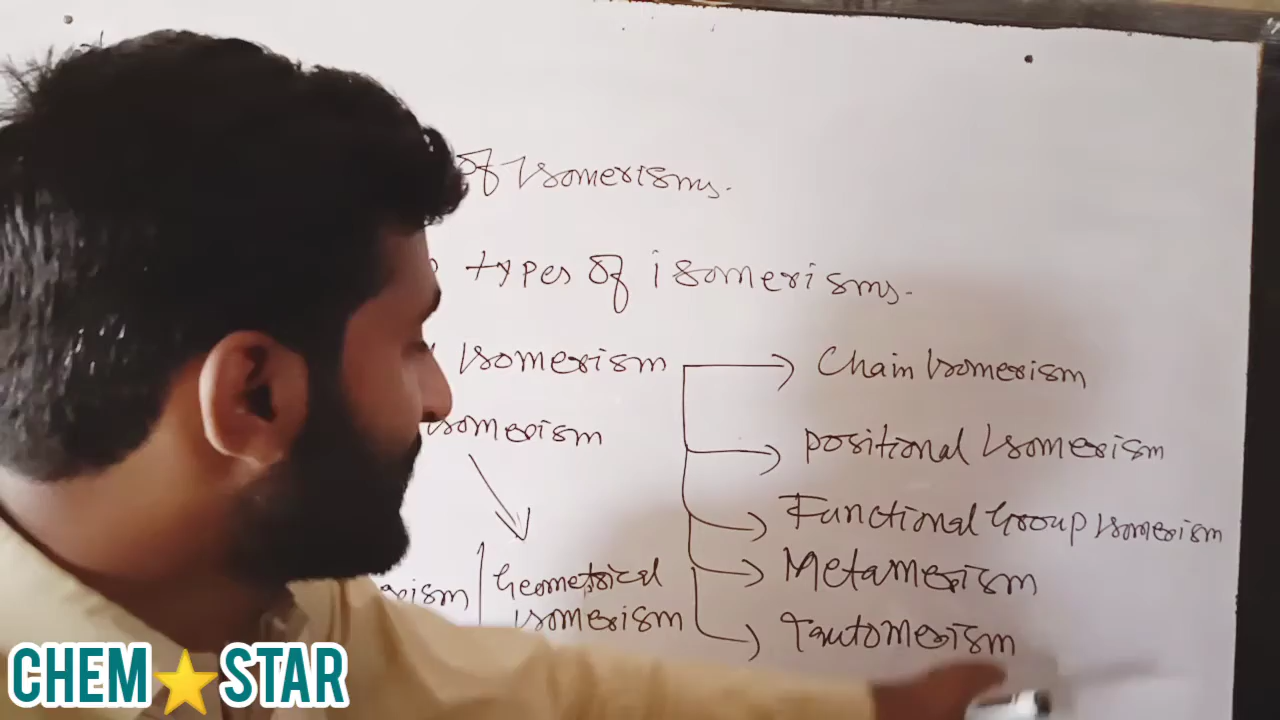 of Isomerisms.
types of isomerisms.
Isomerism → Chain Isomerism
Isomerism
→ Positional Isomerism
→ Functional Group Isomerism
Geometrical Isomerism
→ Metamerism
→ Tautomerism
CHEM STAR